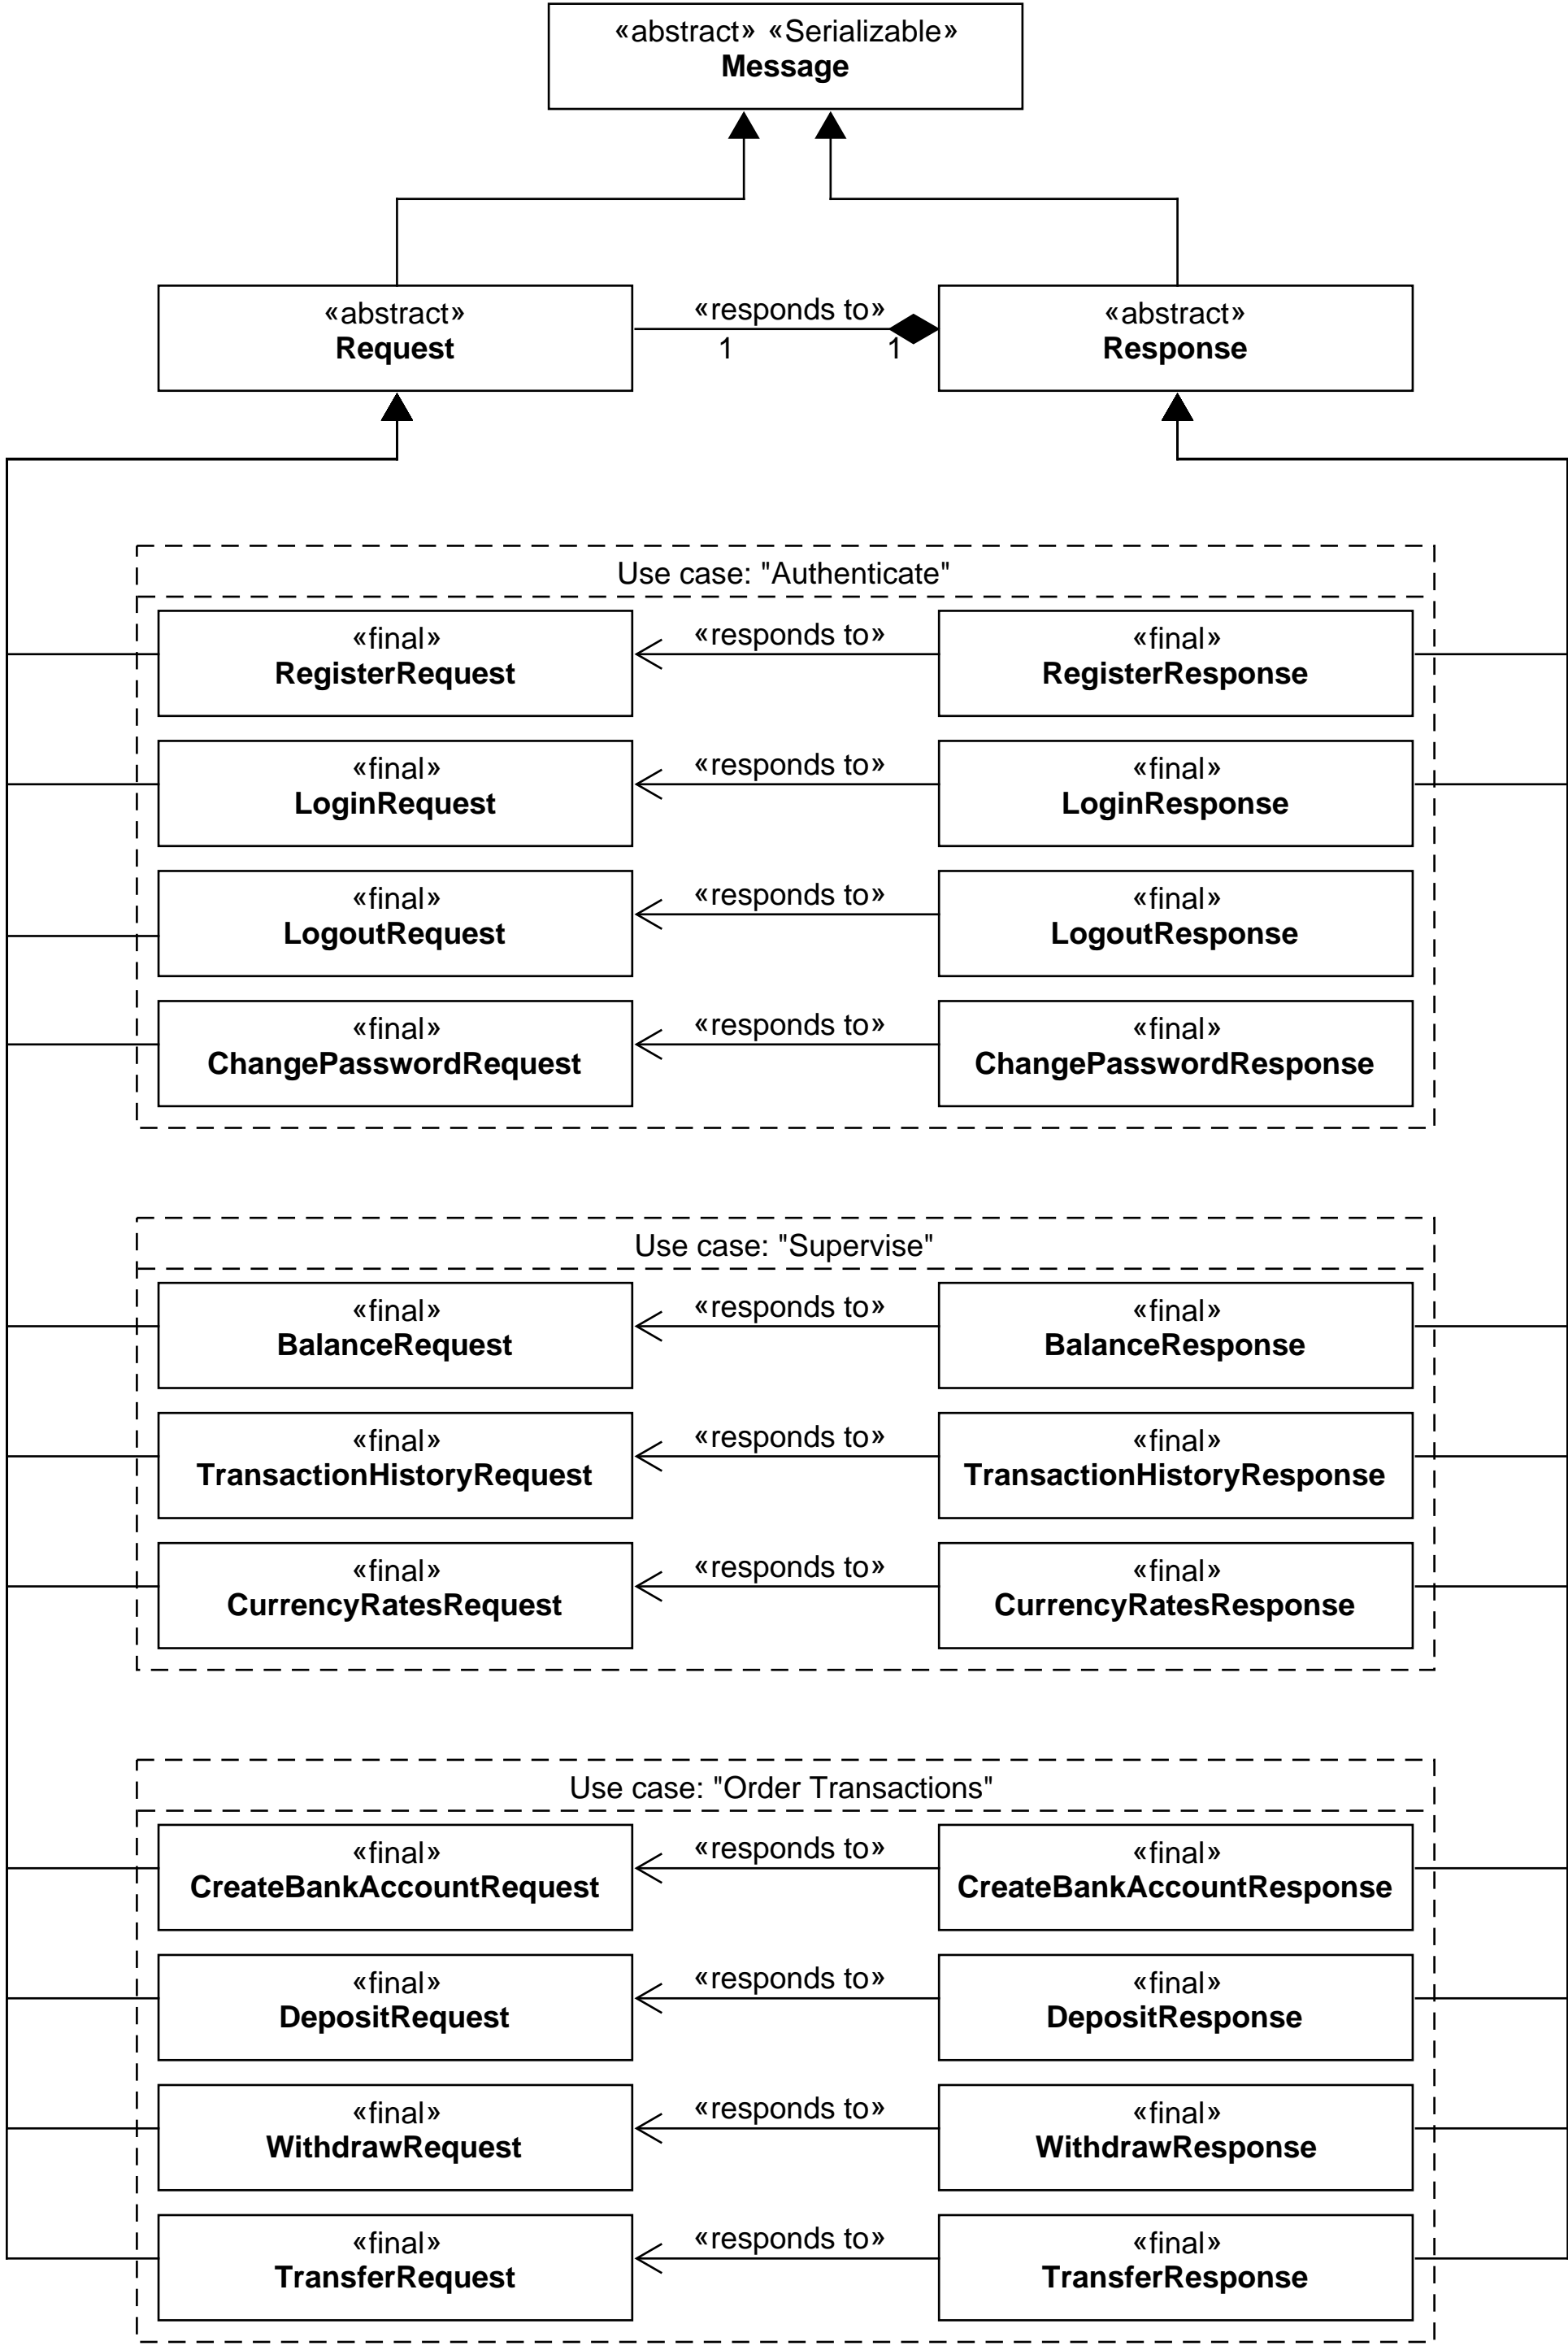 «abstract» «Serializable»
Message
«abstract»
Request
«responds to»
1 1
«abstract»
Response
Use case: "Authenticate"
«final»
RegisterRequest
«responds to»
«final»
RegisterResponse
«final»
LoginRequest
«responds to»
«final»
LoginResponse
«final»
LogoutRequest
«responds to»
«final»
LogoutResponse
«final»
ChangePasswordRequest
«responds to»
«final»
ChangePasswordResponse
Use case: "Supervise"
«final»
BalanceRequest
«responds to»
«final»
BalanceResponse
«final»
TransactionHistoryRequest
«responds to»
«final»
TransactionHistoryResponse
«final»
CurrencyRatesRequest
«responds to»
«final»
CurrencyRatesResponse
Use case: "Order Transactions"
«final»
CreateBankAccountRequest
«responds to»
«final»
CreateBankAccountResponse
«final»
DepositRequest
«responds to»
«final»
DepositResponse
«final»
WithdrawRequest
«responds to»
«final»
WithdrawResponse
«final»
TransferRequest
«responds to»
«final»
TransferResponse